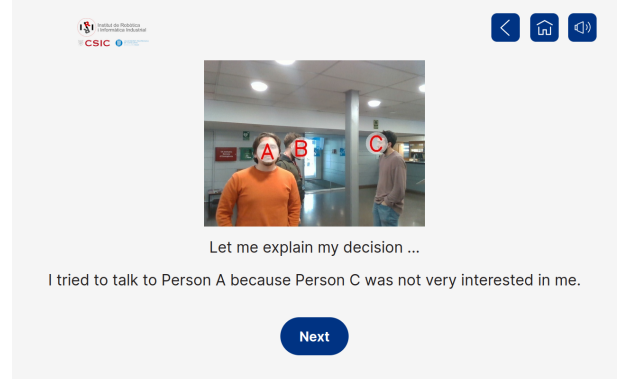 Institut de Robòtica
i Informàtica Industrial
CSIC
A
B
C
Let me explain my decision ...
I tried to talk to Person A because Person C was not very interested in me.
Next